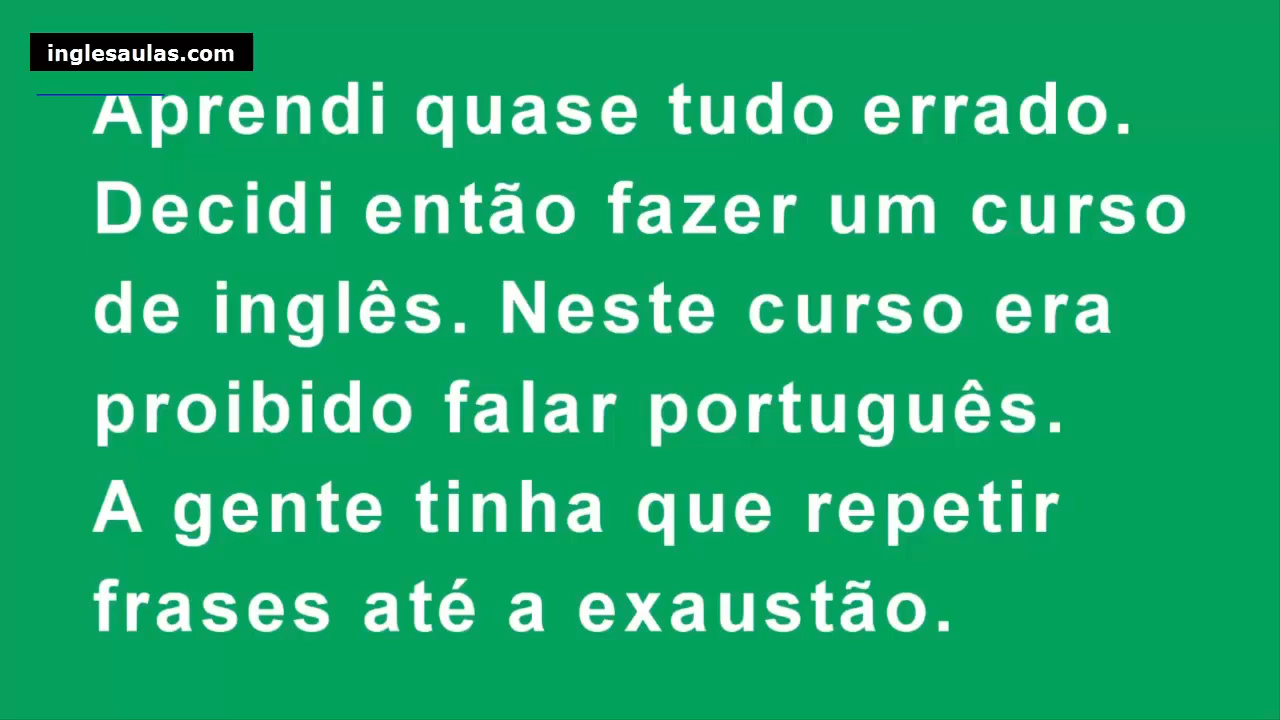 inglesaulas.com
Aprendi quase tudo errado.
Decidi então fazer um curso
de inglês. Neste curso era
proibido falar português.
A gente tinha que repetir
frases até a exaustão.